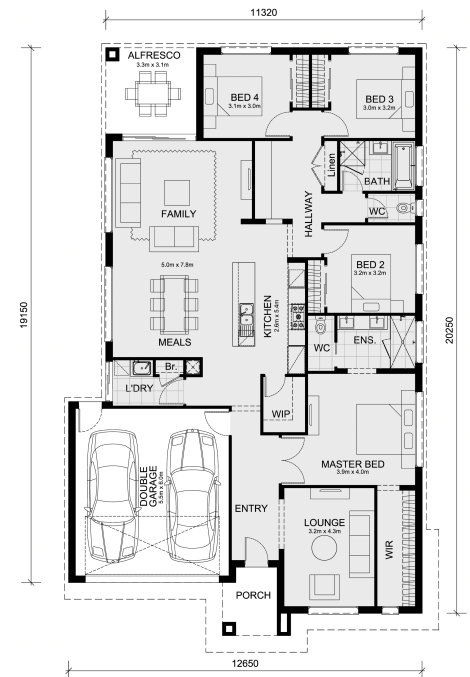 11320
ALFRESCO
3.3m x 3.1m
BED 4
3.1m x 3.0m
BED 3
3.0m x 3.2m
Linen
BATH
WC
FAMILY
HALLWAY
5.0m x 7.8m
BED 2
3.2m x 3.2m
19150
20250
KITCHEN
2.6m x 5.4m
MEALS
WC
ENS.
Br.
L'DRY
WIP
MASTER BED
3.9m x 4.0m
DOUBLE
GARAGE
5.5m x 6.0m
ENTRY
LOUNGE
3.2m x 4.3m
WIR
PORCH
12650